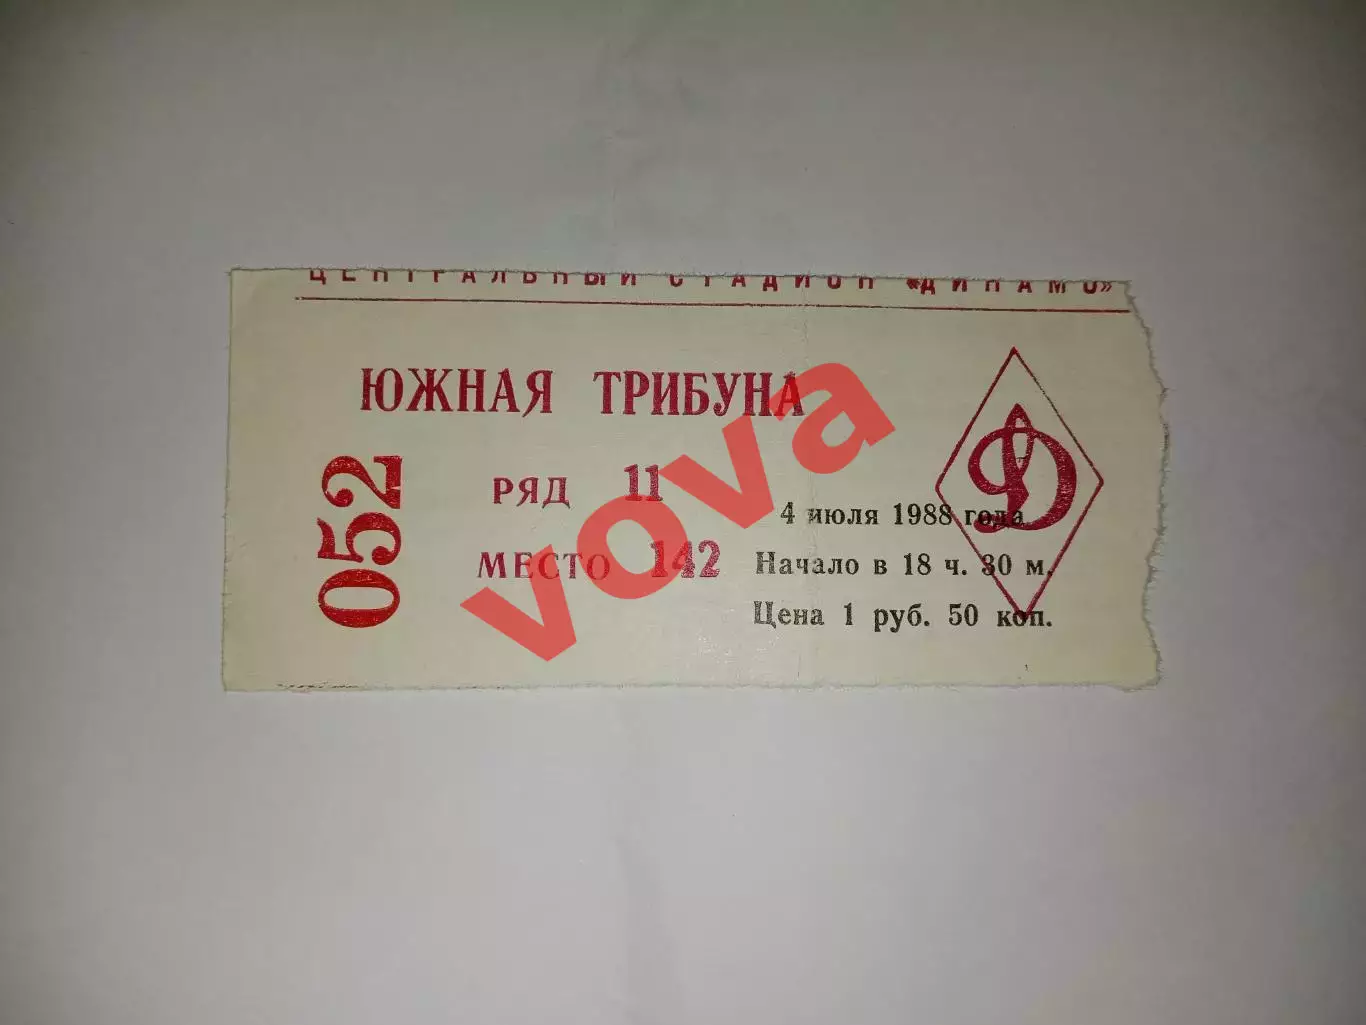 ЦЕНТРАЛЬНЫЙ СТАДИОН «ДИНАМО»
ЮЖНАЯ ТРИБУНА
052
РЯД 11
МЕСТО 142
4 июля 1988 года
Начало в 18 ч. 30 м.
Цена 1 руб. 50 коп.
Д
vova